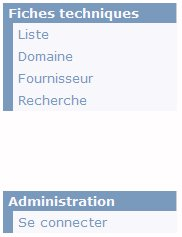 Fiches techniques
Liste
Domaine
Fournisseur
Recherche
Administration
Se connecter